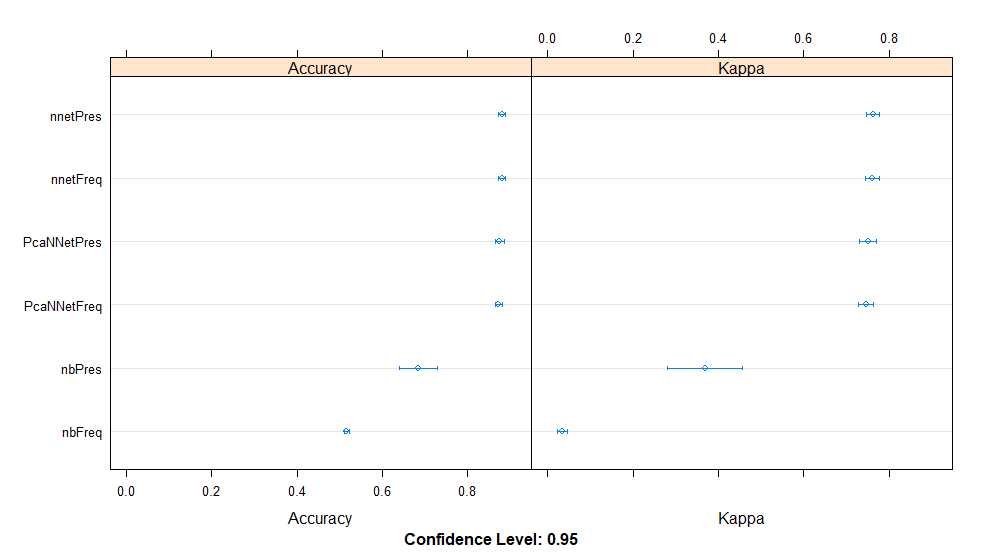 0.0 0.2 0.4 0.6 0.8
Accuracy Kappa
nnetPres
nnetFreq
PcaNNetPres
PcaNNetFreq
nbPres
nbFreq
0.0 0.2 0.4 0.6 0.8
Accuracy Kappa
Confidence Level: 0.95